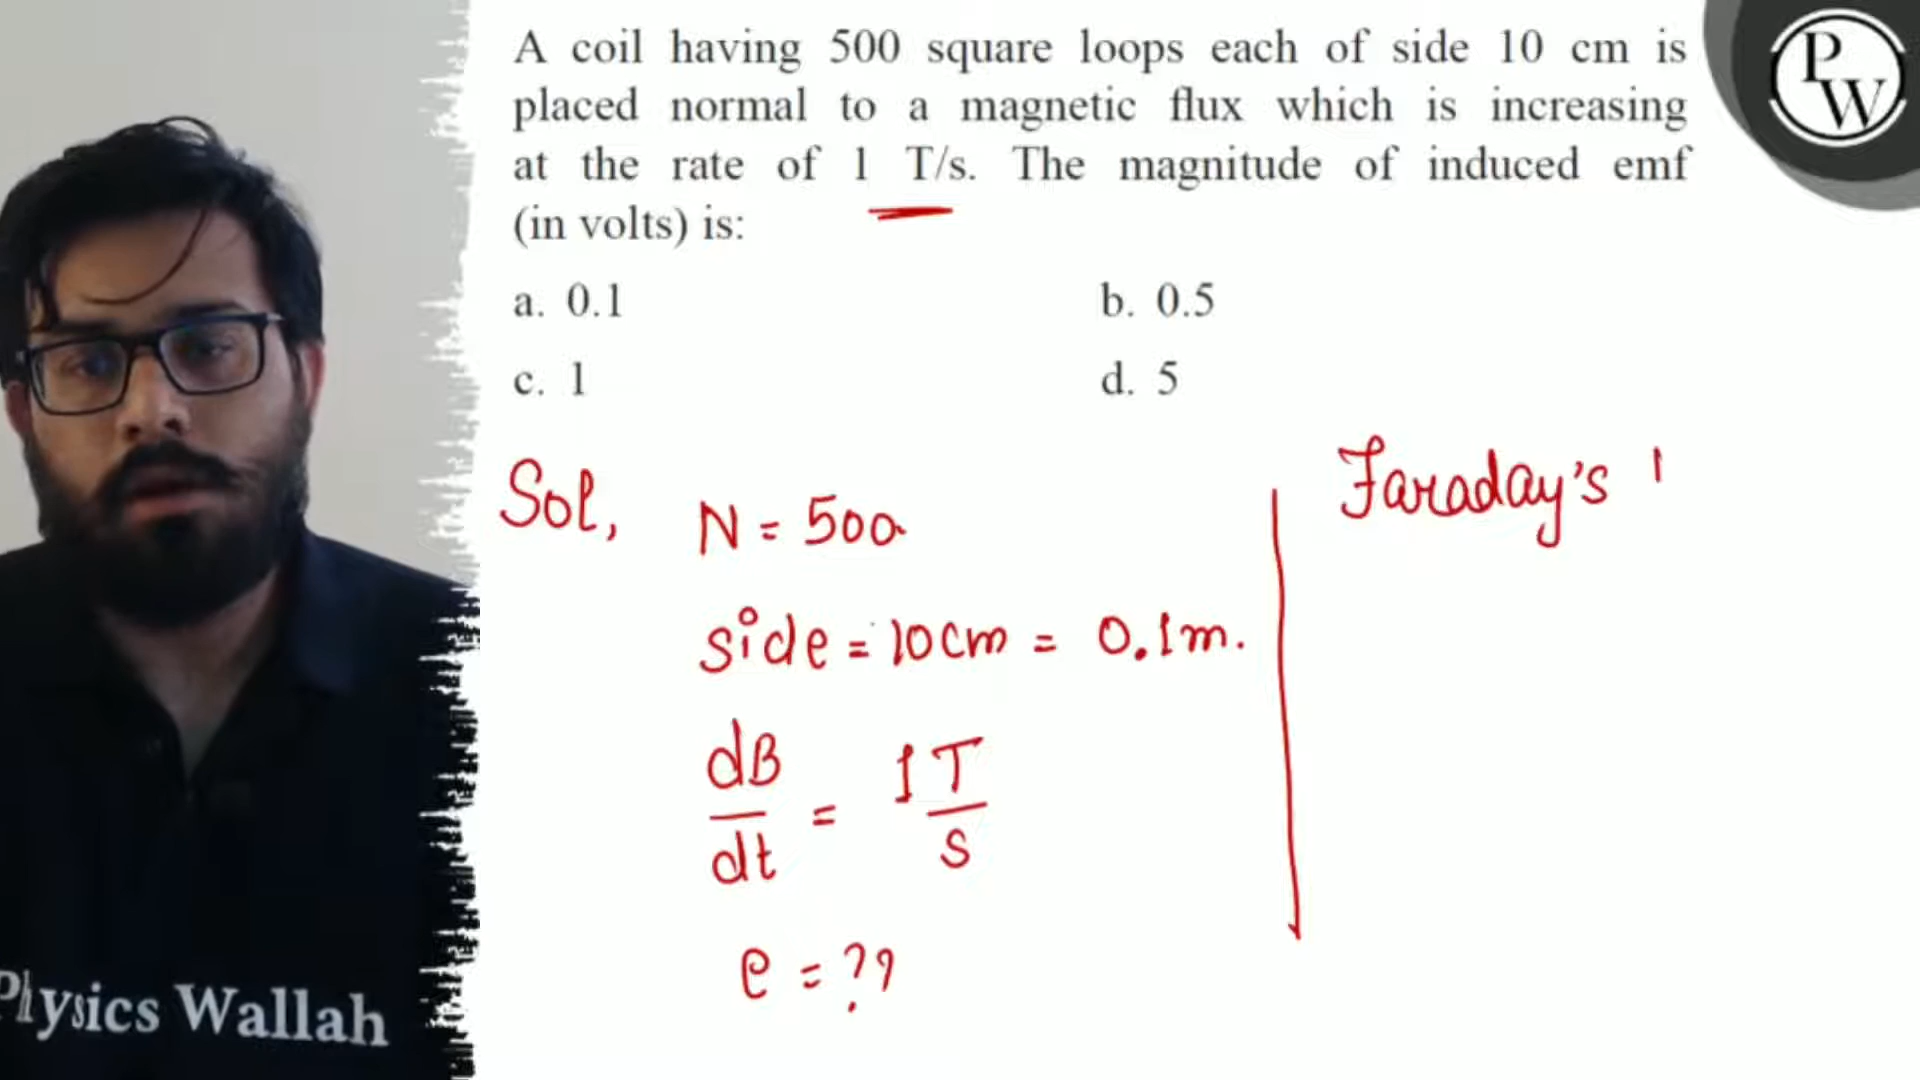 A coil having 500 square loops each of side 10 cm is
placed normal to a magnetic flux which is increasing
at the rate of 1 T/s. The magnitude of induced emf
(in volts) is:
a. 0.1
b. 0.5
c. 1
d. 5
PW
Sol,
N = 500
side = 10cm = 0.1m.
dB/dt = 1T/s
e = ??
Faraday's
Physics Wallah